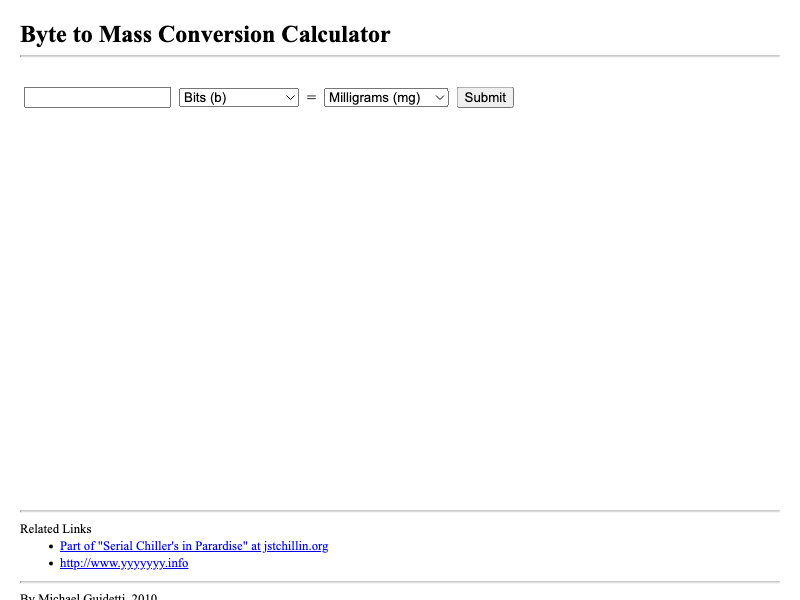 Byte to Mass Conversion Calculator
Bits (b) = Milligrams (mg) Submit
Related Links
Part of "Serial Chiller's in Parardise" at jstchillin.org
http://www.yyyyyyy.info
By Michael Guidetti, 2010